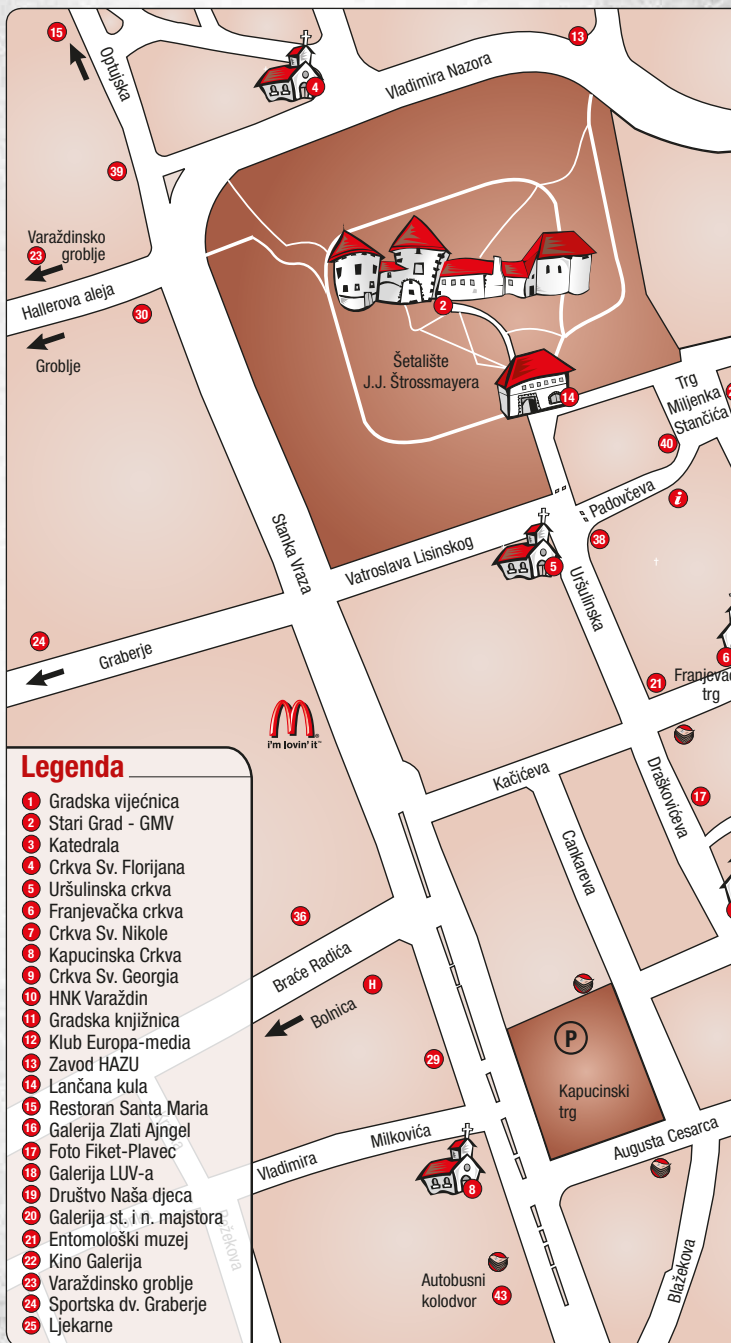 15
Optujska
4
13
Vladimira Nazora
39
Varaždinsko
groblje
23
Hallerova aleja
30
Groblje
2
Šetalište
J.J. Štrossmayera
14
Trg
Miljenka
Stančića
40
Padovčeva
i
38
Stanka Vraza
Vatroslava Lisinskog
5
Uršulinska
24
Graberje
6
21
trg
i'm lovin' it™
Kačićeva
17
Draškovićeva
Cankareva
36
Braće Radića
H
Bolnica
29
P
Kapucinski
trg
Vladimira Milkovića
Augusta Cesarca
8
Autobusni
kolodvor
43
Blažekova
Legenda
1 Gradska vijećnica
2 Stari Grad - GMV
3 Katedrala
4 Crkva Sv. Florijana
5 Uršulinska crkva
6 Franjevačka crkva
7 Crkva Sv. Nikole
8 Kapucinska Crkva
9 Crkva Sv. Georgia
10 HNK Varaždin
11 Gradska knjižnica
12 Klub Europa-media
13 Zavod HAZU
14 Lančana kula
15 Restoran Santa Maria
16 Galerija Zlati Ajngel
17 Foto Fiket-Plavec
18 Galerija LUV-a
19 Društvo Naša djeca
20 Galerija st. i n. majstora
21 Entomološki muzej
22 Kino Galerija
23 Varaždinsko groblje
24 Sportska dv. Graberje
25 Ljekarne